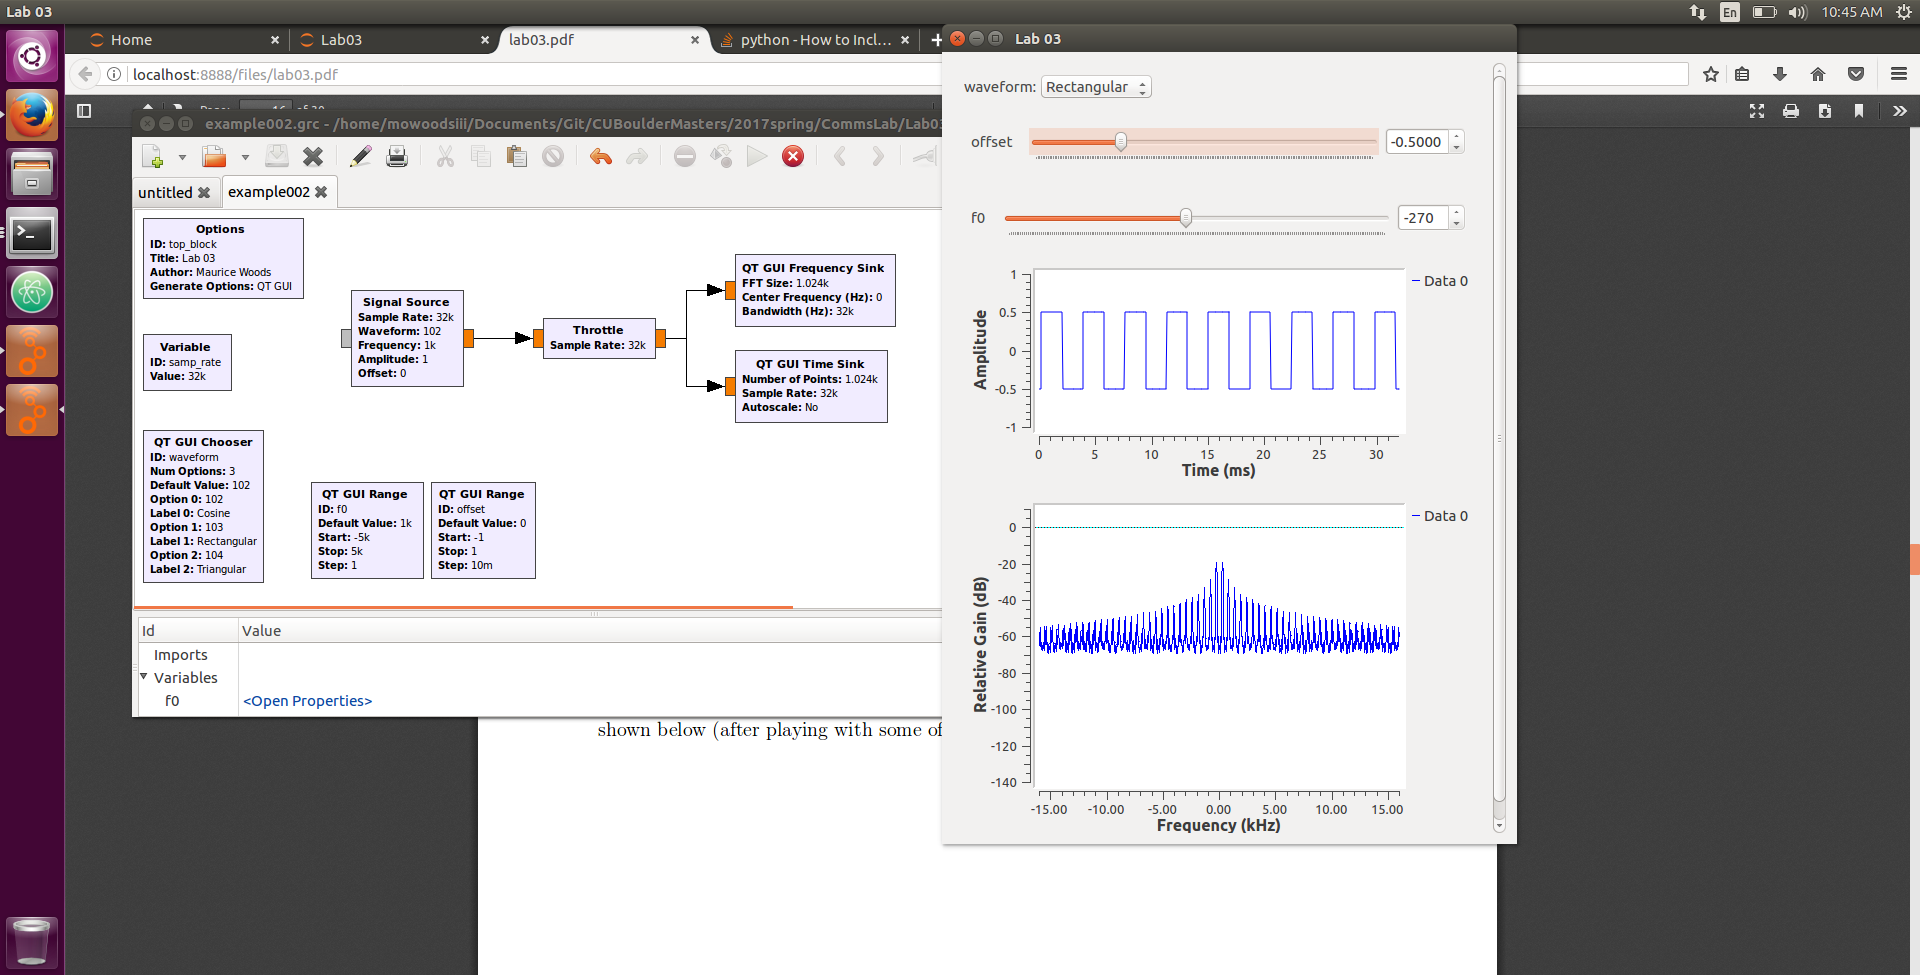 Lab 03
En
10:45 AM
Home
Lab03
lab03.pdf
python - How to Incl...
localhost:8888/files/lab03.pdf
example002.grc - /home/mowoodsiii/Documents/Git/CUBoulderMasters/2017spring/CommsLab/Lab03
untitled
example002
Options
ID: top_block
Title: Lab 03
Author: Maurice Woods
Generate Options: QT GUI
Variable
ID: samp_rate
Value: 32k
Signal Source
Sample Rate: 32k
Waveform: 102
Frequency: 1k
Amplitude: 1
Offset: 0
Throttle
Sample Rate: 32k
QT GUI Frequency Sink
FFT Size: 1.024k
Center Frequency (Hz): 0
Bandwidth (Hz): 32k
QT GUI Time Sink
Number of Points: 1.024k
Sample Rate: 32k
Autoscale: No
QT GUI Chooser
ID: waveform
Num Options: 3
Default Value: 102
Option 0: 102
Label 0: Cosine
Option 1: 103
Label 1: Rectangular
Option 2: 104
Label 2: Triangular
QT GUI Range
ID: f0
Default Value: 1k
Start: -5k
Stop: 5k
Step: 1
QT GUI Range
ID: offset
Default Value: 0
Start: -1
Stop: 1
Step: 10m
Id Value
Imports
Variables
f0 <Open Properties>
shown below (after playing with some of
Lab 03
waveform: Rectangular
offset -0.5000
f0 -270
Data 0
Amplitude
1
0.5
0
-0.5
-1
0 5 10 15 20 25 30
Time (ms)
Data 0
Relative Gain (dB)
0
-20
-40
-60
-80
-100
-120
-140
-15.00 -10.00 -5.00 0.00 5.00 10.00 15.00
Frequency (kHz)